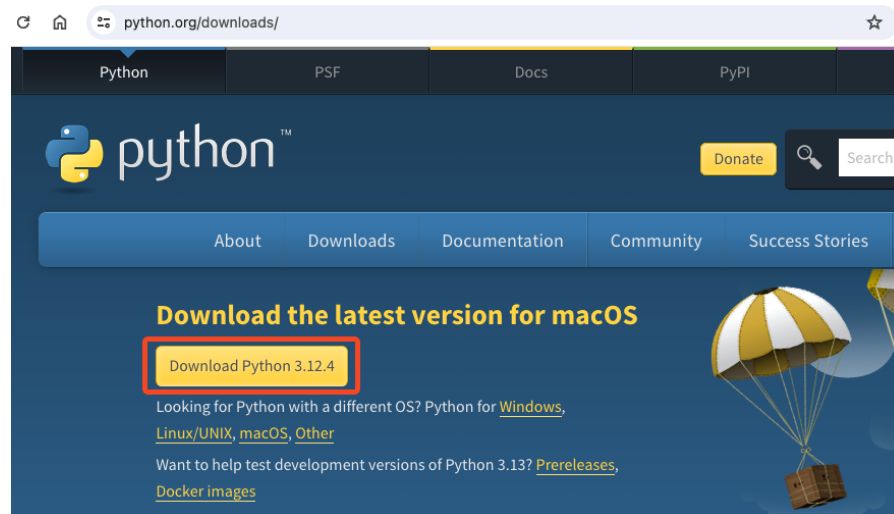 python.org/downloads/
Python PSF Docs PyPI
python™
Donate Search
About Downloads Documentation Community Success Stories
Download the latest version for macOS
Download Python 3.12.4
Looking for Python with a different OS? Python for Windows,
Linux/UNIX, macOS, Other
Want to help test development versions of Python 3.13? Prereleases,
Docker images